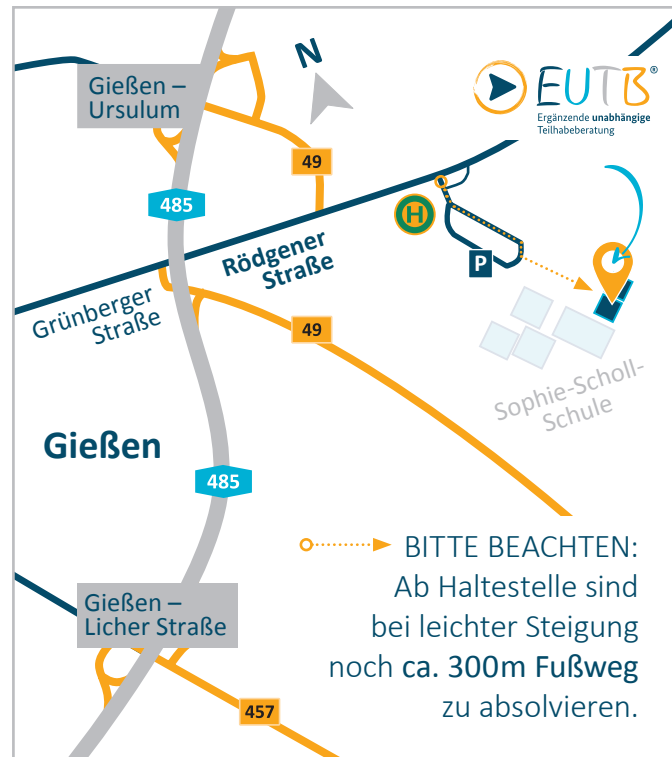 N
EUTB®
Ergänzende unabhängige
Teilhabeberatung
Gießen –
Ursulum
49
485
H
Rödgener
Straße
P
Grünberger
Straße
49
Sophie-Scholl-
Schule
Gießen
485
BITTE BEACHTEN:
Ab Haltestelle sind
bei leichter Steigung
noch ca. 300m Fußweg
zu absolvieren.
Gießen –
Licher Straße
457